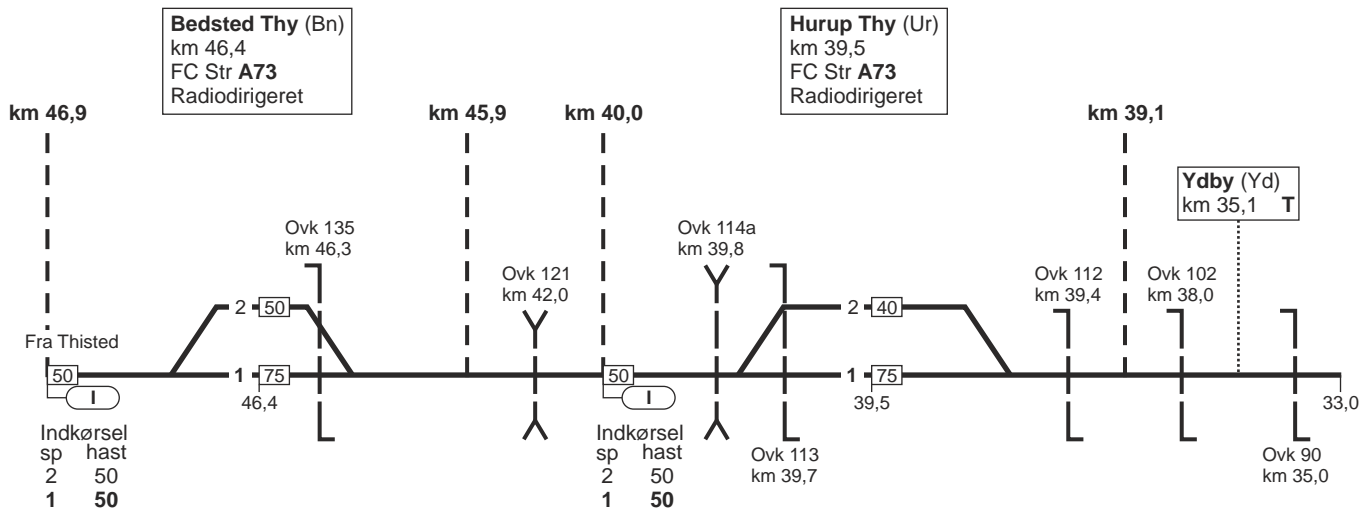 Bedsted Thy (Bn)
km 46,4
FC Str A73
Radiodirigeret
Hurup Thy (Ur)
km 39,5
FC Str A73
Radiodirigeret
km 46,9
km 45,9
km 40,0
km 39,1
Ydby (Yd)
km 35,1 T
Ovk 135
km 46,3
Ovk 121
km 42,0
Ovk 114a
km 39,8
Ovk 112
km 39,4
Ovk 102
km 38,0
2 50
2 40
Fra Thisted
50
1 75
50
1 75
I
46,4
I
39,5
33,0
Indkørsel
sp hast
2 50
1 50
Indkørsel
sp hast
2 50
1 50
Ovk 113
km 39,7
Ovk 90
km 35,0